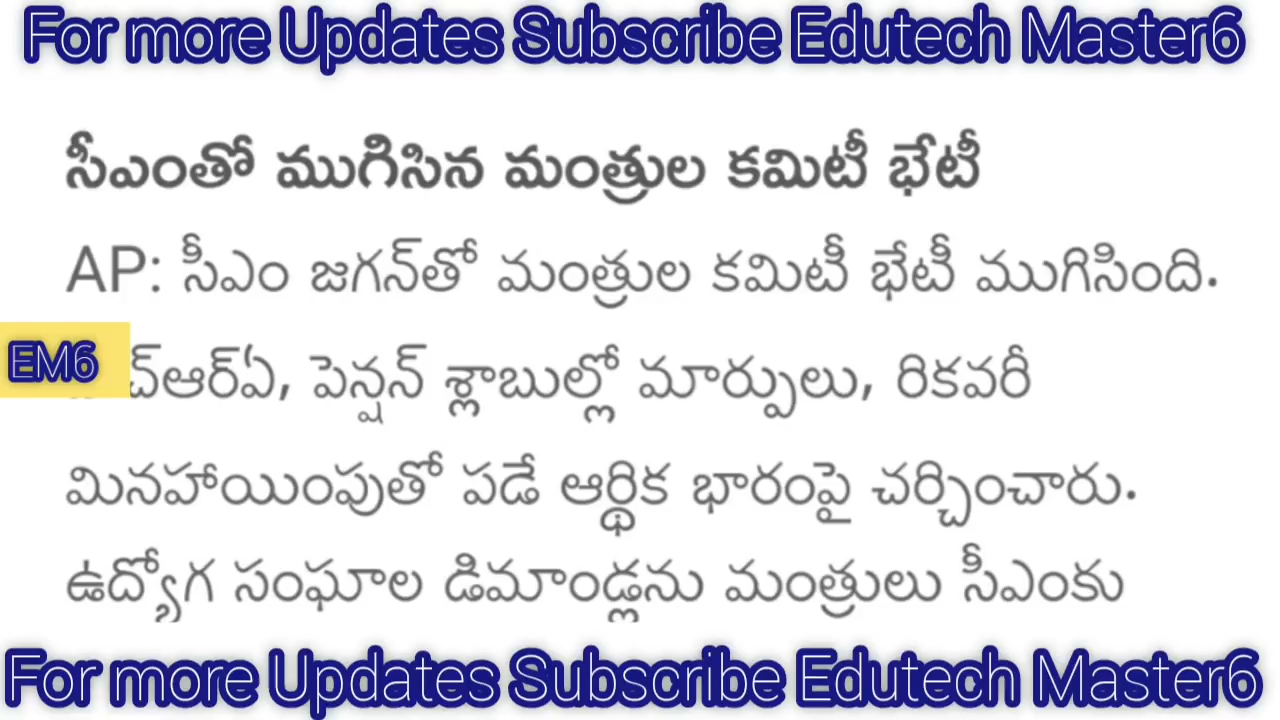 For more Updates Subscribe Edutech Master6
సీఎంతో ముగిసిన మంత్రుల కమిటీ భేటీ
AP: సీఎం జగన్‌తో మంత్రుల కమిటీ భేటీ ముగిసింది.
EM6
పెన్షన్ శ్లాబుల్లో మార్పులు, రికవరీ
మినహాయింపుతో పడే ఆర్థిక భారంపై చర్చించారు.
ఉద్యోగ సంఘాల డిమాండ్లను మంత్రులు సీఎంకు
For more Updates Subscribe Edutech Master6